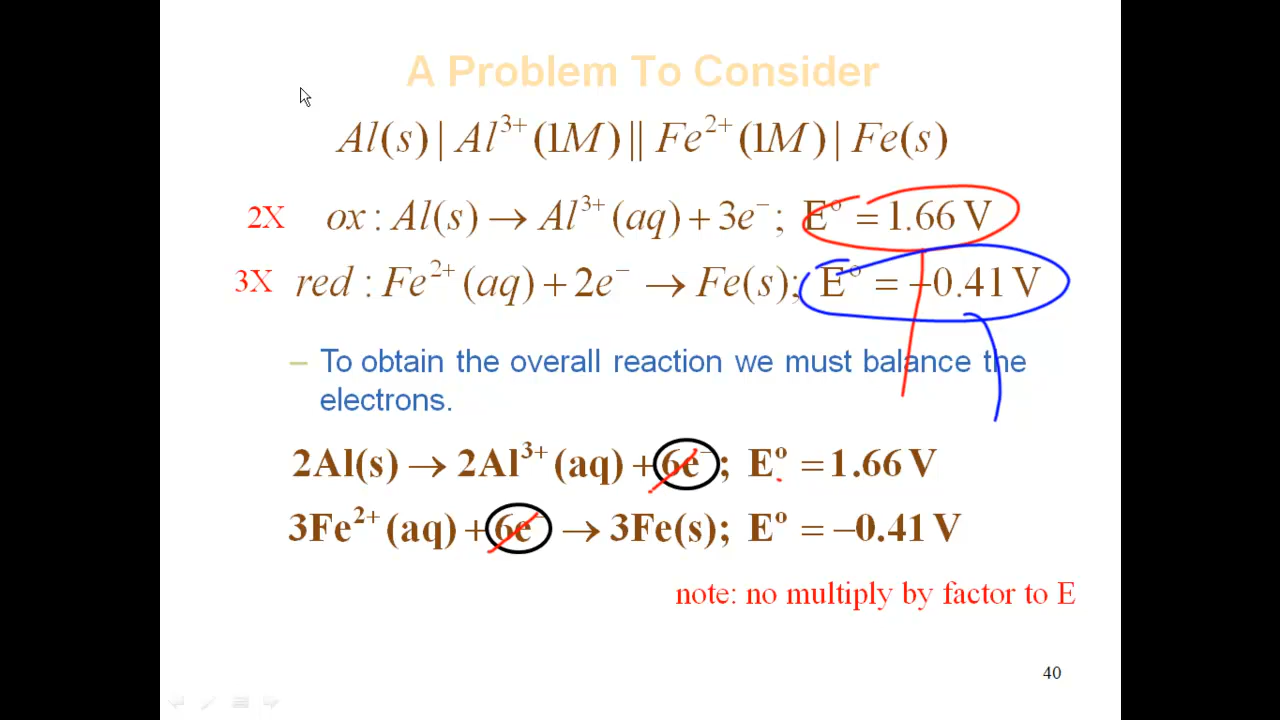 A Problem To Consider
Al(s) | Al³⁺ (1M) || Fe²⁺ (1M) | Fe(s)
2X ox : Al(s) → Al³⁺ (aq) + 3e⁻ ; E° = 1.66 V
3X red : Fe²⁺ (aq) + 2e⁻ → Fe(s); E° = −0.41 V
– To obtain the overall reaction we must balance the
electrons.
2Al(s) → 2Al³⁺ (aq) + 6e⁻ ; Eº = 1.66 V
3Fe²⁺ (aq) + 6e⁻ → 3Fe(s); Eº = −0.41 V
note: no multiply by factor to E
40